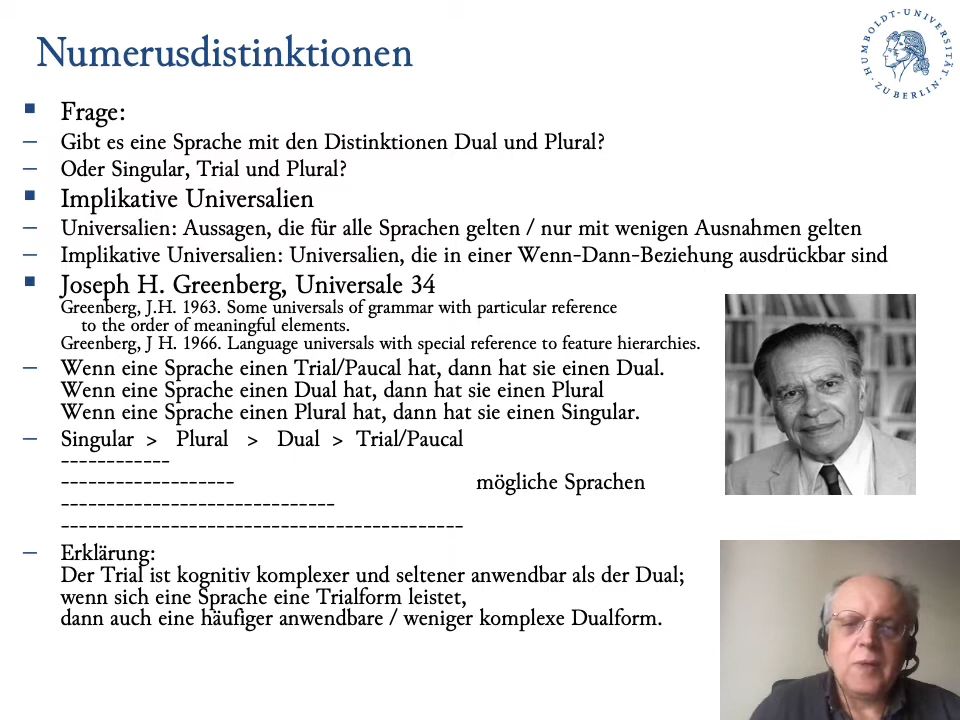 Numerusdistinktionen
HUMBOLDT-UNIVERSITÄT
ZU BERLIN
Frage:
– Gibt es eine Sprache mit den Distinktionen Dual und Plural?
– Oder Singular, Trial und Plural?
Implikative Universalien
– Universalien: Aussagen, die für alle Sprachen gelten / nur mit wenigen Ausnahmen gelten
– Implikative Universalien: Universalien, die in einer Wenn-Dann-Beziehung ausdrückbar sind
Joseph H. Greenberg, Universale 34
Greenberg, J.H. 1963. Some universals of grammar with particular reference
to the order of meaningful elements.
Greenberg, J H. 1966. Language universals with special reference to feature hierarchies.
– Wenn eine Sprache einen Trial/Paucal hat, dann hat sie einen Dual.
Wenn eine Sprache einen Dual hat, dann hat sie einen Plural
Wenn eine Sprache einen Plural hat, dann hat sie einen Singular.
– Singular > Plural > Dual > Trial/Paucal
------------
------------------- mögliche Sprachen
------------------------------
--------------------------------------------
– Erklärung:
Der Trial ist kognitiv komplexer und seltener anwendbar als der Dual;
wenn sich eine Sprache eine Trialform leistet,
dann auch eine häufiger anwendbare / weniger komplexe Dualform.